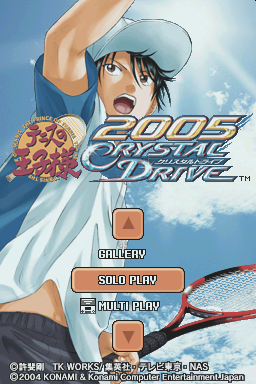 テニスの
王子様
2005
CRYSTAL
クリスタルドライブ
DRIVE™
GALLERY
SOLO PLAY
MULTI PLAY
©許斐剛 TK WORKS/集英社・テレビ東京・NAS
©2004 KONAMI & Konami Computer Entertainment Japan